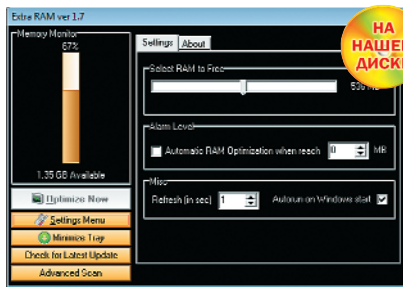 Extra RAM ver 1.7
Memory Monitor
67%
1.35 GB Available
Optimize Now
Settings Menu
Minimize Tray
Check for Latest Update
Advanced Scan
Settings
About
Select RAM to Free
Alarm Level
Automatic RAM Optimization when reach 0 MB
Misc
Refresh (in sec) 1 Autorun on Windows start
НА
НАШЕМ
ДИСКЕ